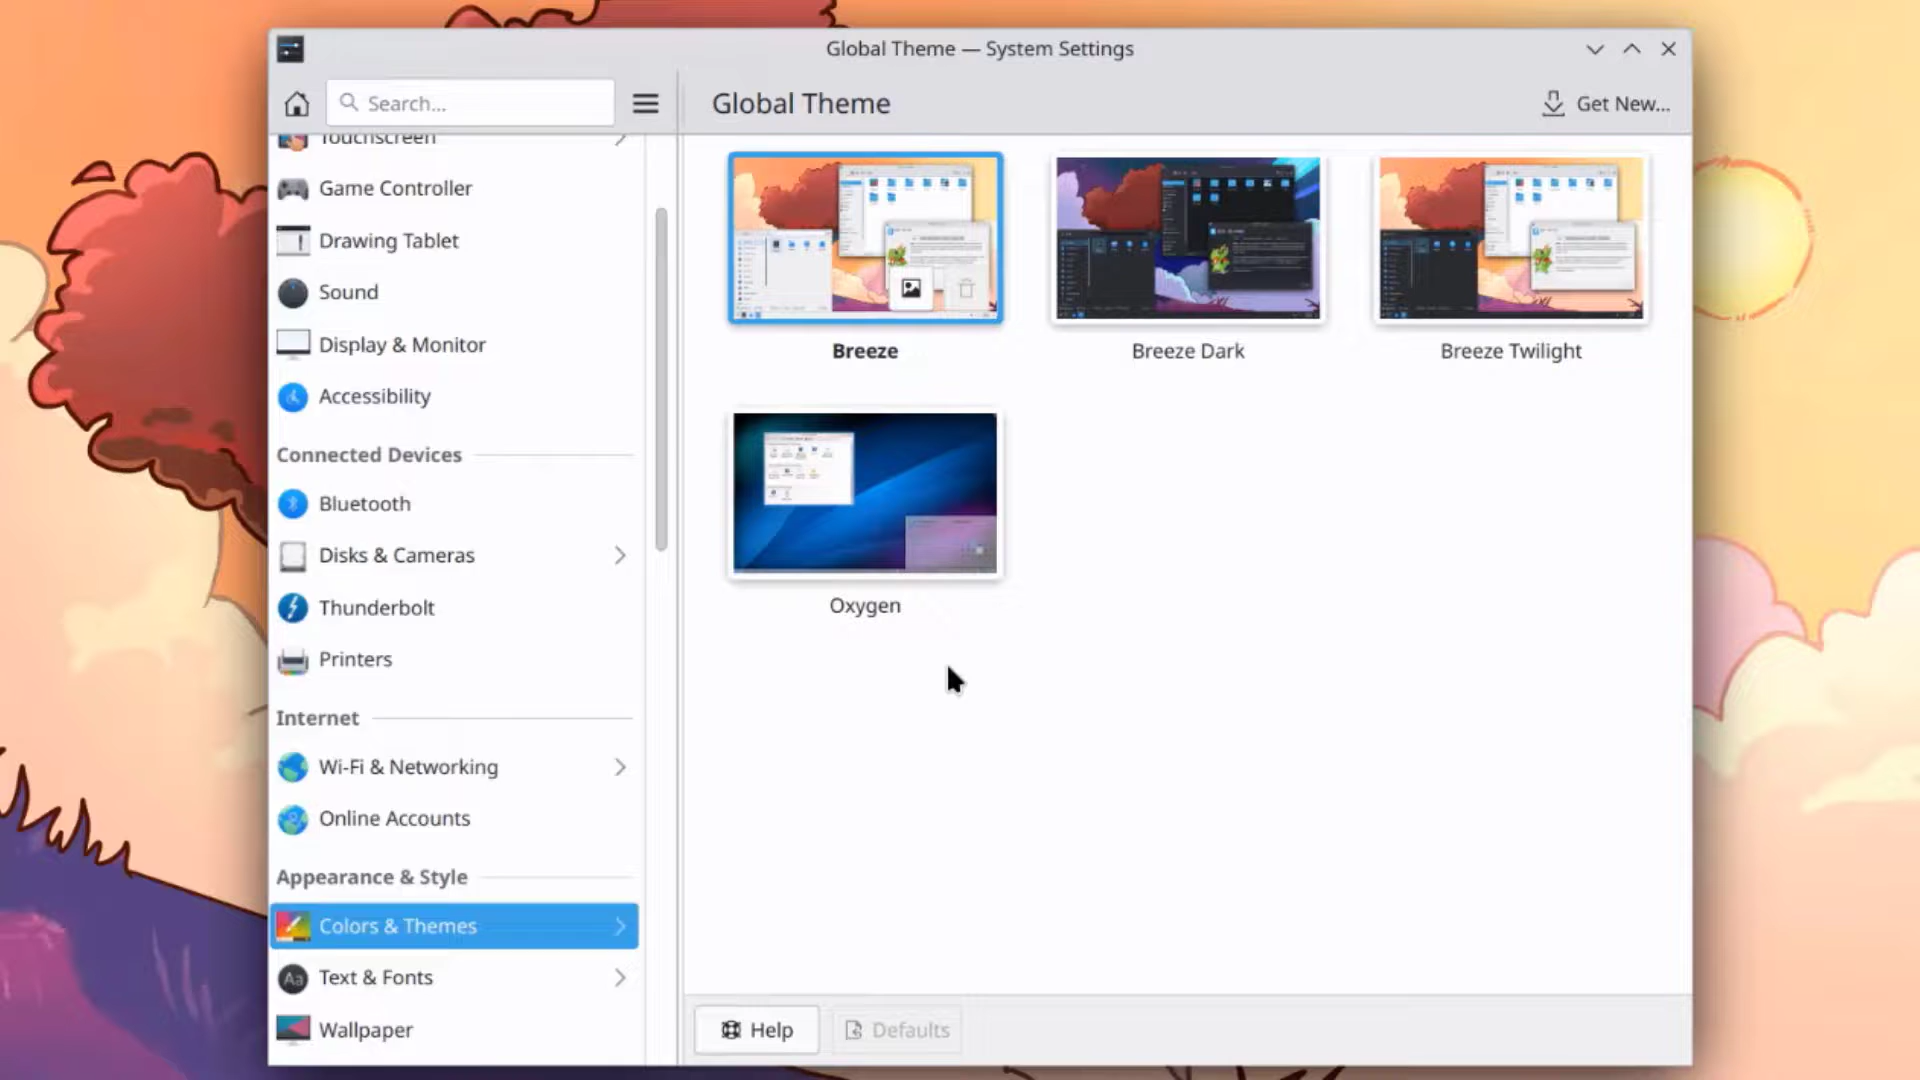 Global Theme — System Settings
Search...
Global Theme
Get New...
Touchscreen
Game Controller
Drawing Tablet
Sound
Display & Monitor
Accessibility
Connected Devices
Bluetooth
Disks & Cameras
Thunderbolt
Printers
Internet
Wi-Fi & Networking
Online Accounts
Appearance & Style
Colors & Themes
Aa
Text & Fonts
Wallpaper
Breeze
Breeze Dark
Breeze Twilight
Oxygen
Help
Defaults